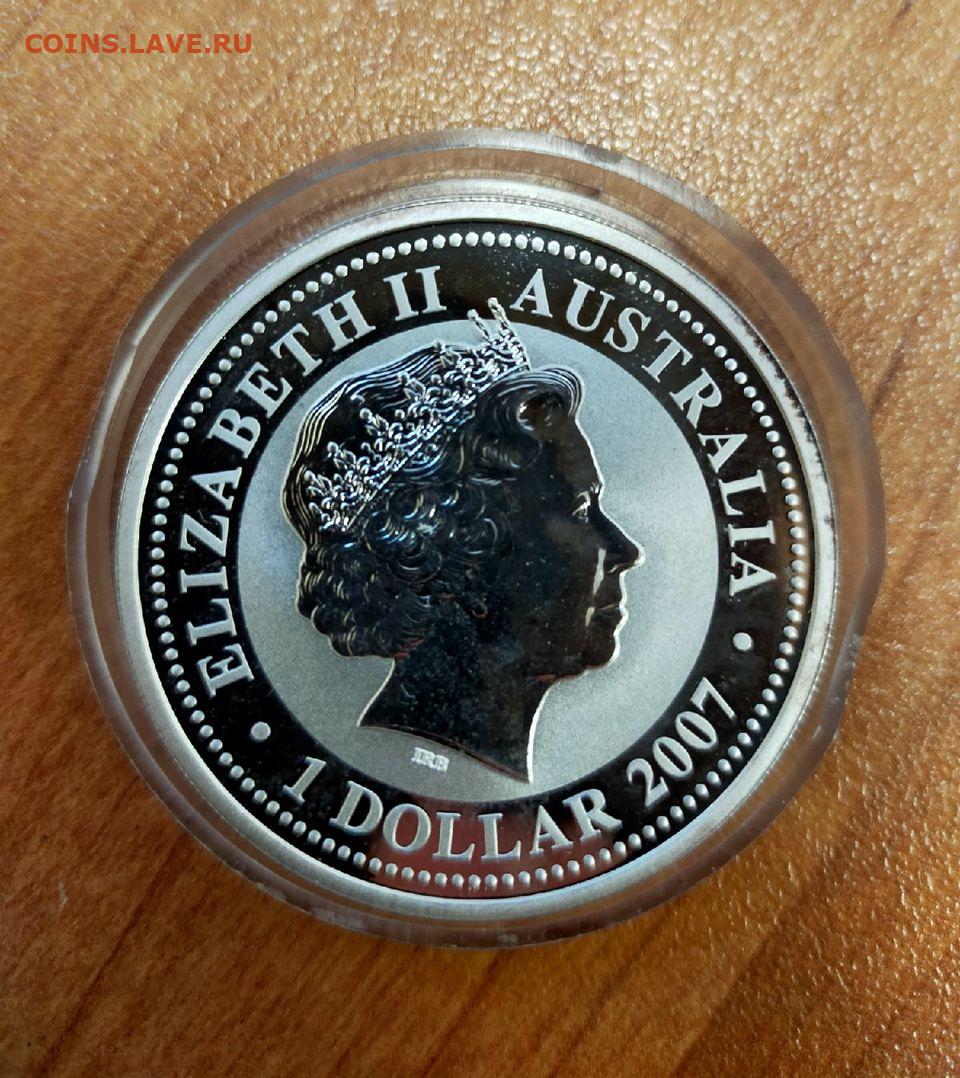 COINS.LAVE.RU
ELIZABETH II AUSTRALIA
1 DOLLAR 2007
IRB